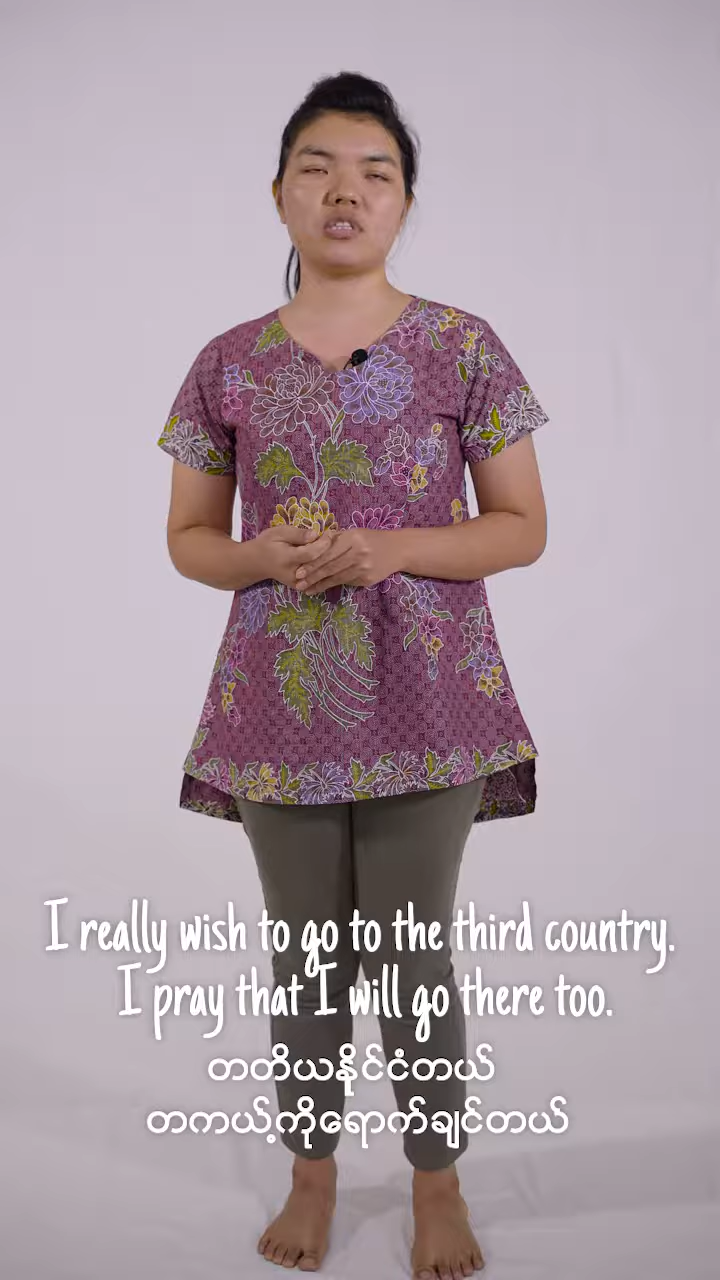 I really wish to go to the third country.
I pray that I will go there too.
တတိယနိုင်ငံတယ်
တကယ့်ကိုရောက်ချင်တယ်